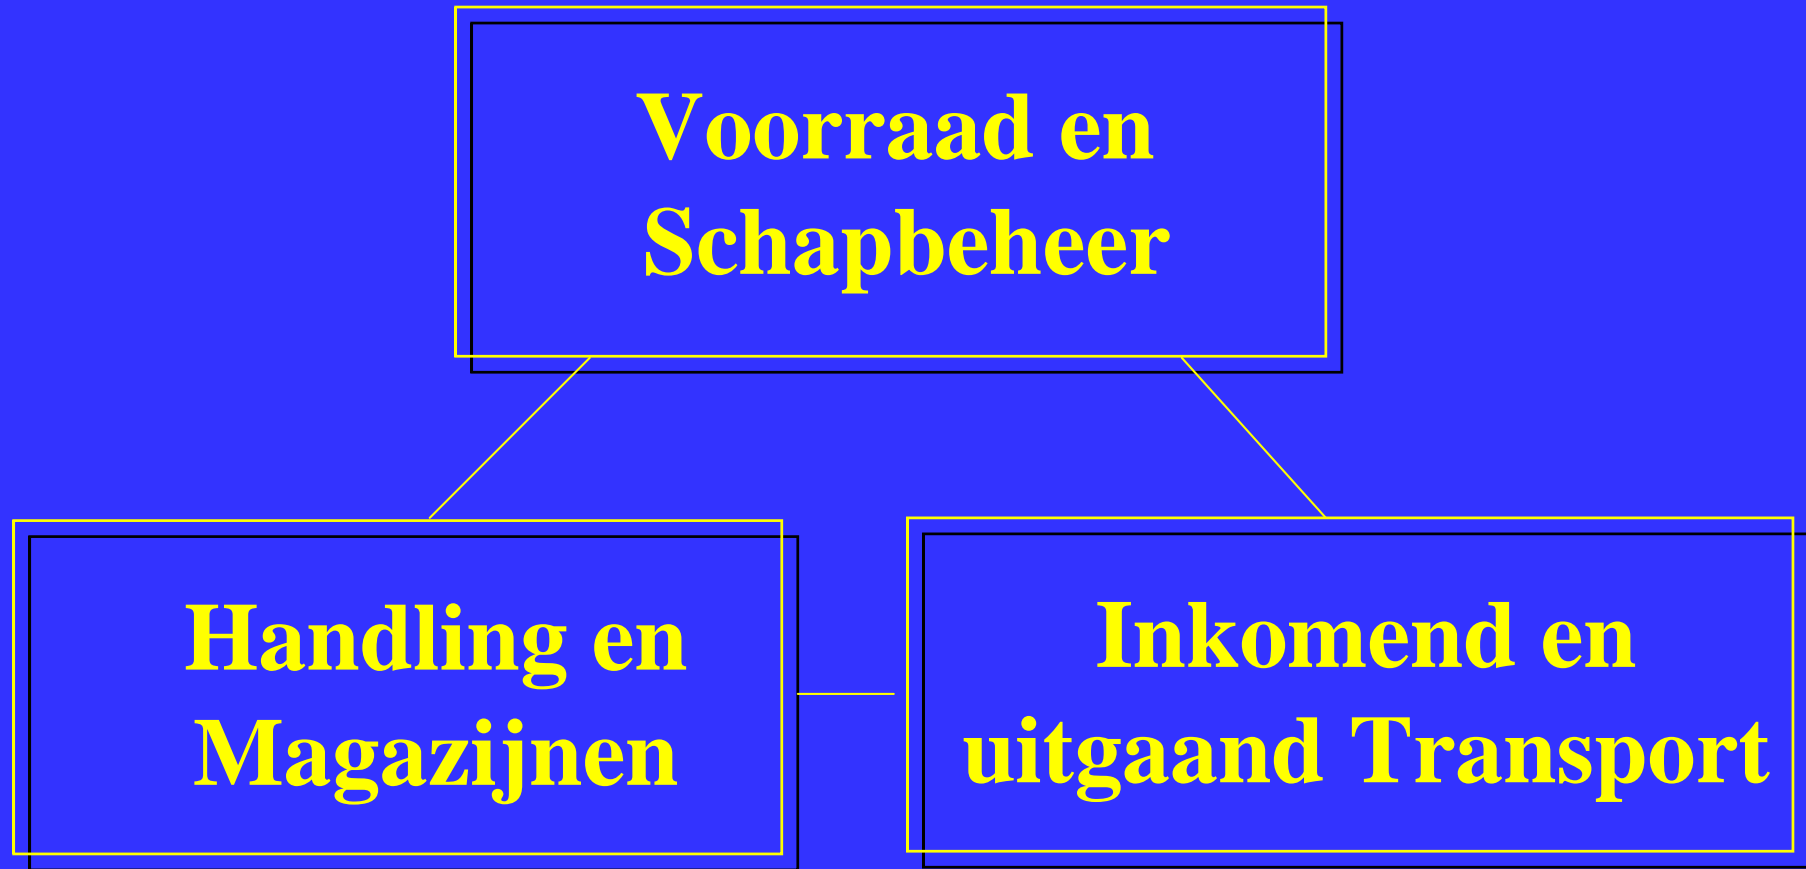 Voorraad en
Schapbeheer
Handling en
Magazijnen
Inkomend en
uitgaand Transport